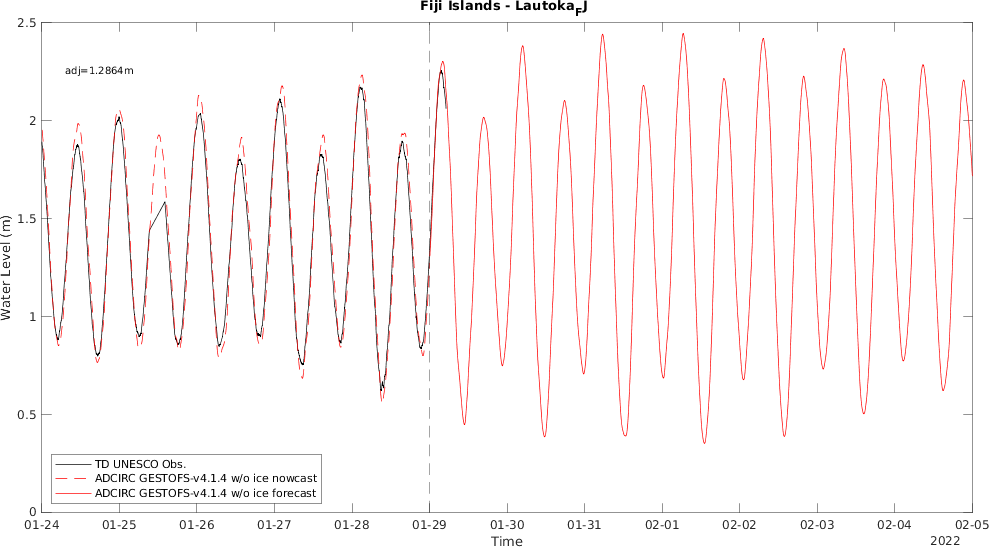 Fiji Islands - Lautoka_FJ
adj=1.2864m
2.5
2
1.5
1
0.5
0
Water Level (m)
TD UNESCO Obs.
ADCIRC GESTOFS-v4.1.4 w/o ice nowcast
ADCIRC GESTOFS-v4.1.4 w/o ice forecast
01-24 01-25 01-26 01-27 01-28 01-29 01-30 01-31 02-01 02-02 02-03 02-04 02-05
Time
2022